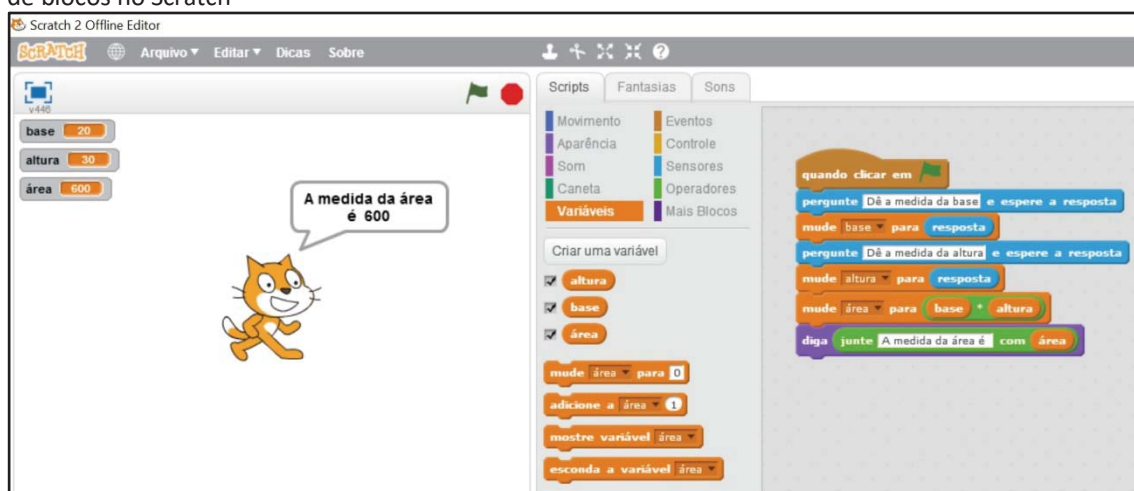 de blocos no Scratch
Scratch 2 Offline Editor
SCRATCH Arquivo Editar Dicas Sobre
v446
base 20
altura 30
área 600
A medida da área
é 600
Scripts Fantasias Sons
Movimento Eventos
Aparência Controle
Som Sensores
Caneta Operadores
Variáveis Mais Blocos
Criar uma variável
altura
base
área
mude área para 0
adicione a área 1
mostre variável área
esconda a variável área
quando clicar em
pergunte Dê a medida da base e espere a resposta
mude base para resposta
pergunte Dê a medida da altura e espere a resposta
mude altura para resposta
mude área para base * altura
diga junte A medida da área é com área